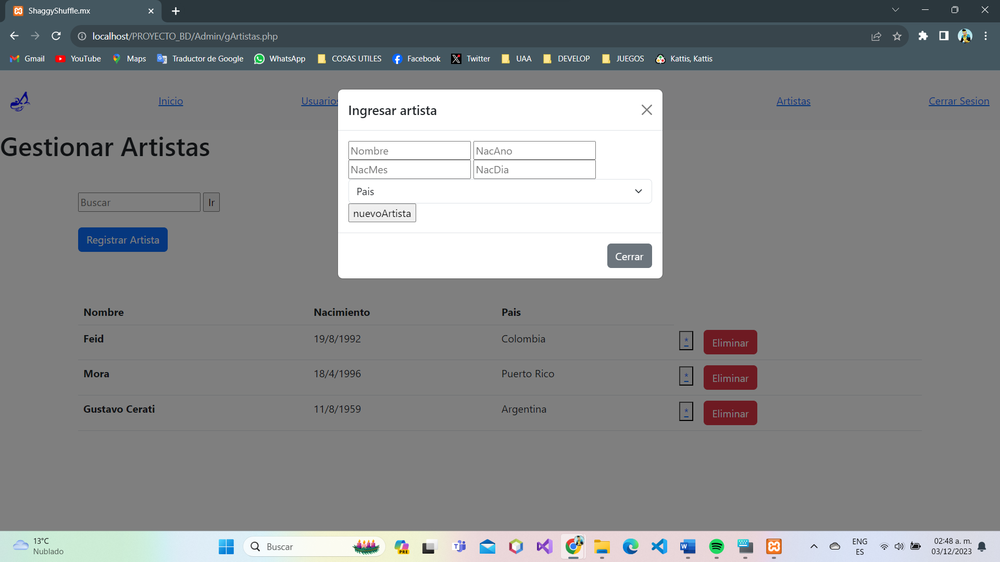 ShaggyShuffle.mx
localhost/PROYECTO_BD/Admin/gArtistas.php
Gmail YouTube Maps Traductor de Google WhatsApp COSAS UTILES Facebook Twitter UAA DEVELOP JUEGOS Kattis, Kattis
Inicio Usuarios Artistas Cerrar Sesion
Ingresar artista
Gestionar Artistas
Nombre NacAno
NacMes NacDia
Pais
Buscar Ir
nuevoArtista
Registrar Artista
Cerrar
Nombre Nacimiento Pais
Feid 19/8/1992 Colombia * Eliminar
Mora 18/4/1996 Puerto Rico * Eliminar
Gustavo Cerati 11/8/1959 Argentina * Eliminar
13°C
Nublado
Buscar
PRE
ENG
ES
02:48 a. m.
03/12/2023